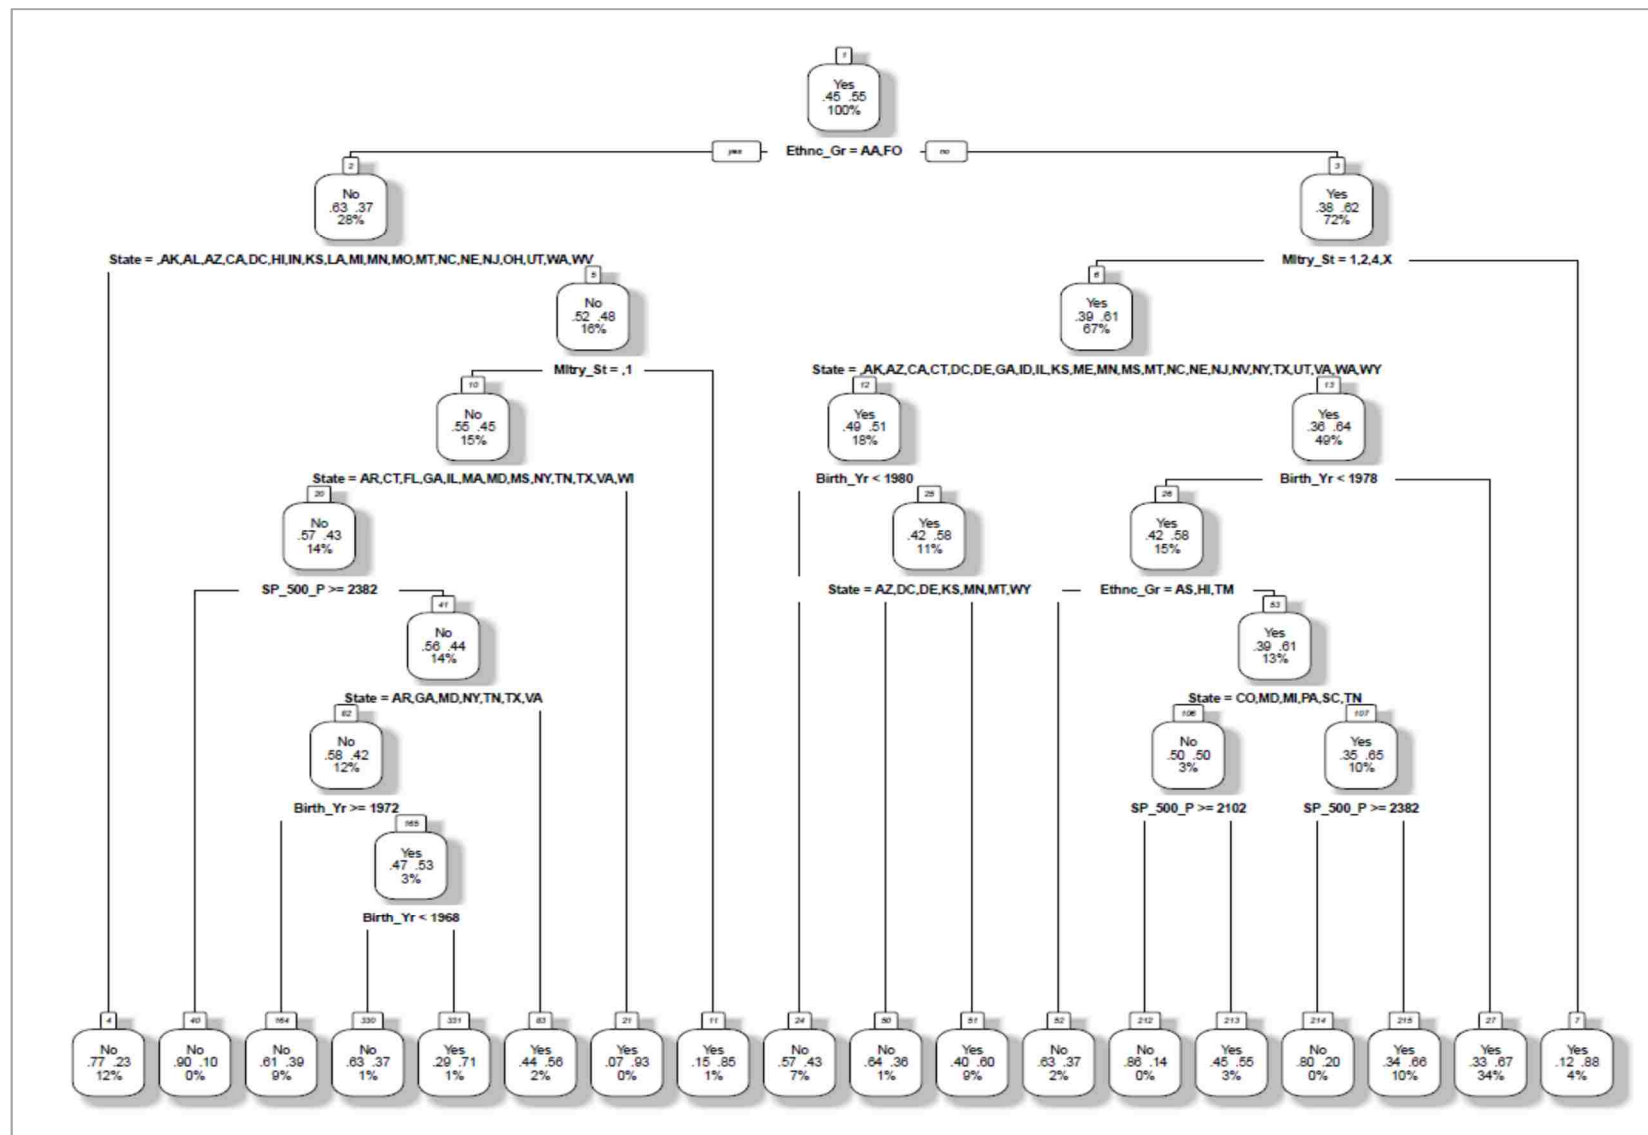 1
Yes
.45 .55
100%
yes
Ethnc_Gr = AA,FO
no
2
No
.63 .37
28%
3
Yes
.38 .62
72%
State = ,AK,AL,AZ,CA,DC,HI,IN,KS,LA,MI,MN,MO,MT,NC,NE,NJ,OH,UT,WA,WV
Mltry_St = 1,2,4,X
5
No
.52 .48
16%
6
Yes
.39 .61
67%
Mltry_St = ,1
State = ,AK,AZ,CA,CT,DC,DE,GA,ID,IL,KS,ME,MN,MS,MT,NC,NE,NJ,NV,NY,TX,UT,VA,WA,WY
10
No
.55 .45
15%
12
Yes
.49 .51
18%
13
Yes
.36 .64
49%
State = AR,CT,FL,GA,IL,MA,MD,MS,NY,TN,TX,VA,WI
Birth_Yr < 1980
Birth_Yr < 1978
20
No
.57 .43
14%
25
Yes
.42 .58
11%
26
Yes
.42 .58
15%
SP_500_P >= 2382
State = AZ,DC,DE,KS,MN,MT,WY
Ethnc_Gr = AS,HI,TM
41
No
.56 .44
14%
53
Yes
.39 .61
13%
State = AR,GA,MD,NY,TN,TX,VA
State = CO,MD,MI,PA,SC,TN
82
No
.58 .42
12%
106
No
.50 .50
3%
107
Yes
.35 .65
10%
Birth_Yr >= 1972
SP_500_P >= 2102
SP_500_P >= 2382
165
Yes
.47 .53
3%
Birth_Yr < 1968
4
No
.77 .23
12%
40
No
.90 .10
0%
164
No
.61 .39
9%
330
No
.63 .37
1%
331
Yes
.29 .71
1%
83
Yes
.44 .56
2%
21
Yes
.07 .93
0%
11
Yes
.15 .85
1%
24
No
.57 .43
7%
50
No
.64 .36
1%
51
Yes
.40 .60
9%
52
No
.63 .37
2%
212
No
.86 .14
0%
213
Yes
.45 .55
3%
214
No
.80 .20
0%
215
Yes
.34 .66
10%
27
Yes
.33 .67
34%
7
Yes
.12 .88
4%